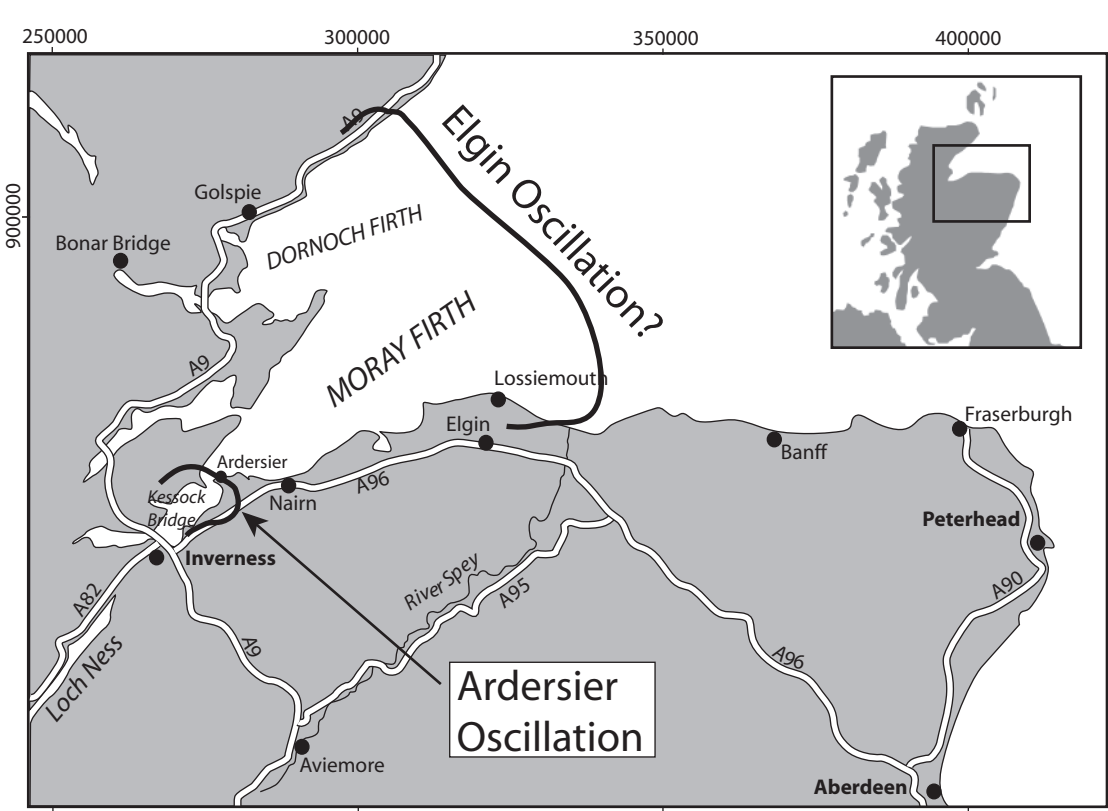 250000
300000
350000
400000
900000
A9
Elgin Oscillation?
Golspie
DORNOCH FIRTH
Bonar Bridge
MORAY FIRTH
A9
Lossiemouth
Elgin
Fraserburgh
Banff
Ardersier
A96
Nairn
Kessock
Bridge
Peterhead
Inverness
River Spey
A95
A90
A82
A9
A96
Loch Ness
Ardersier
Oscillation
Aviemore
Aberdeen